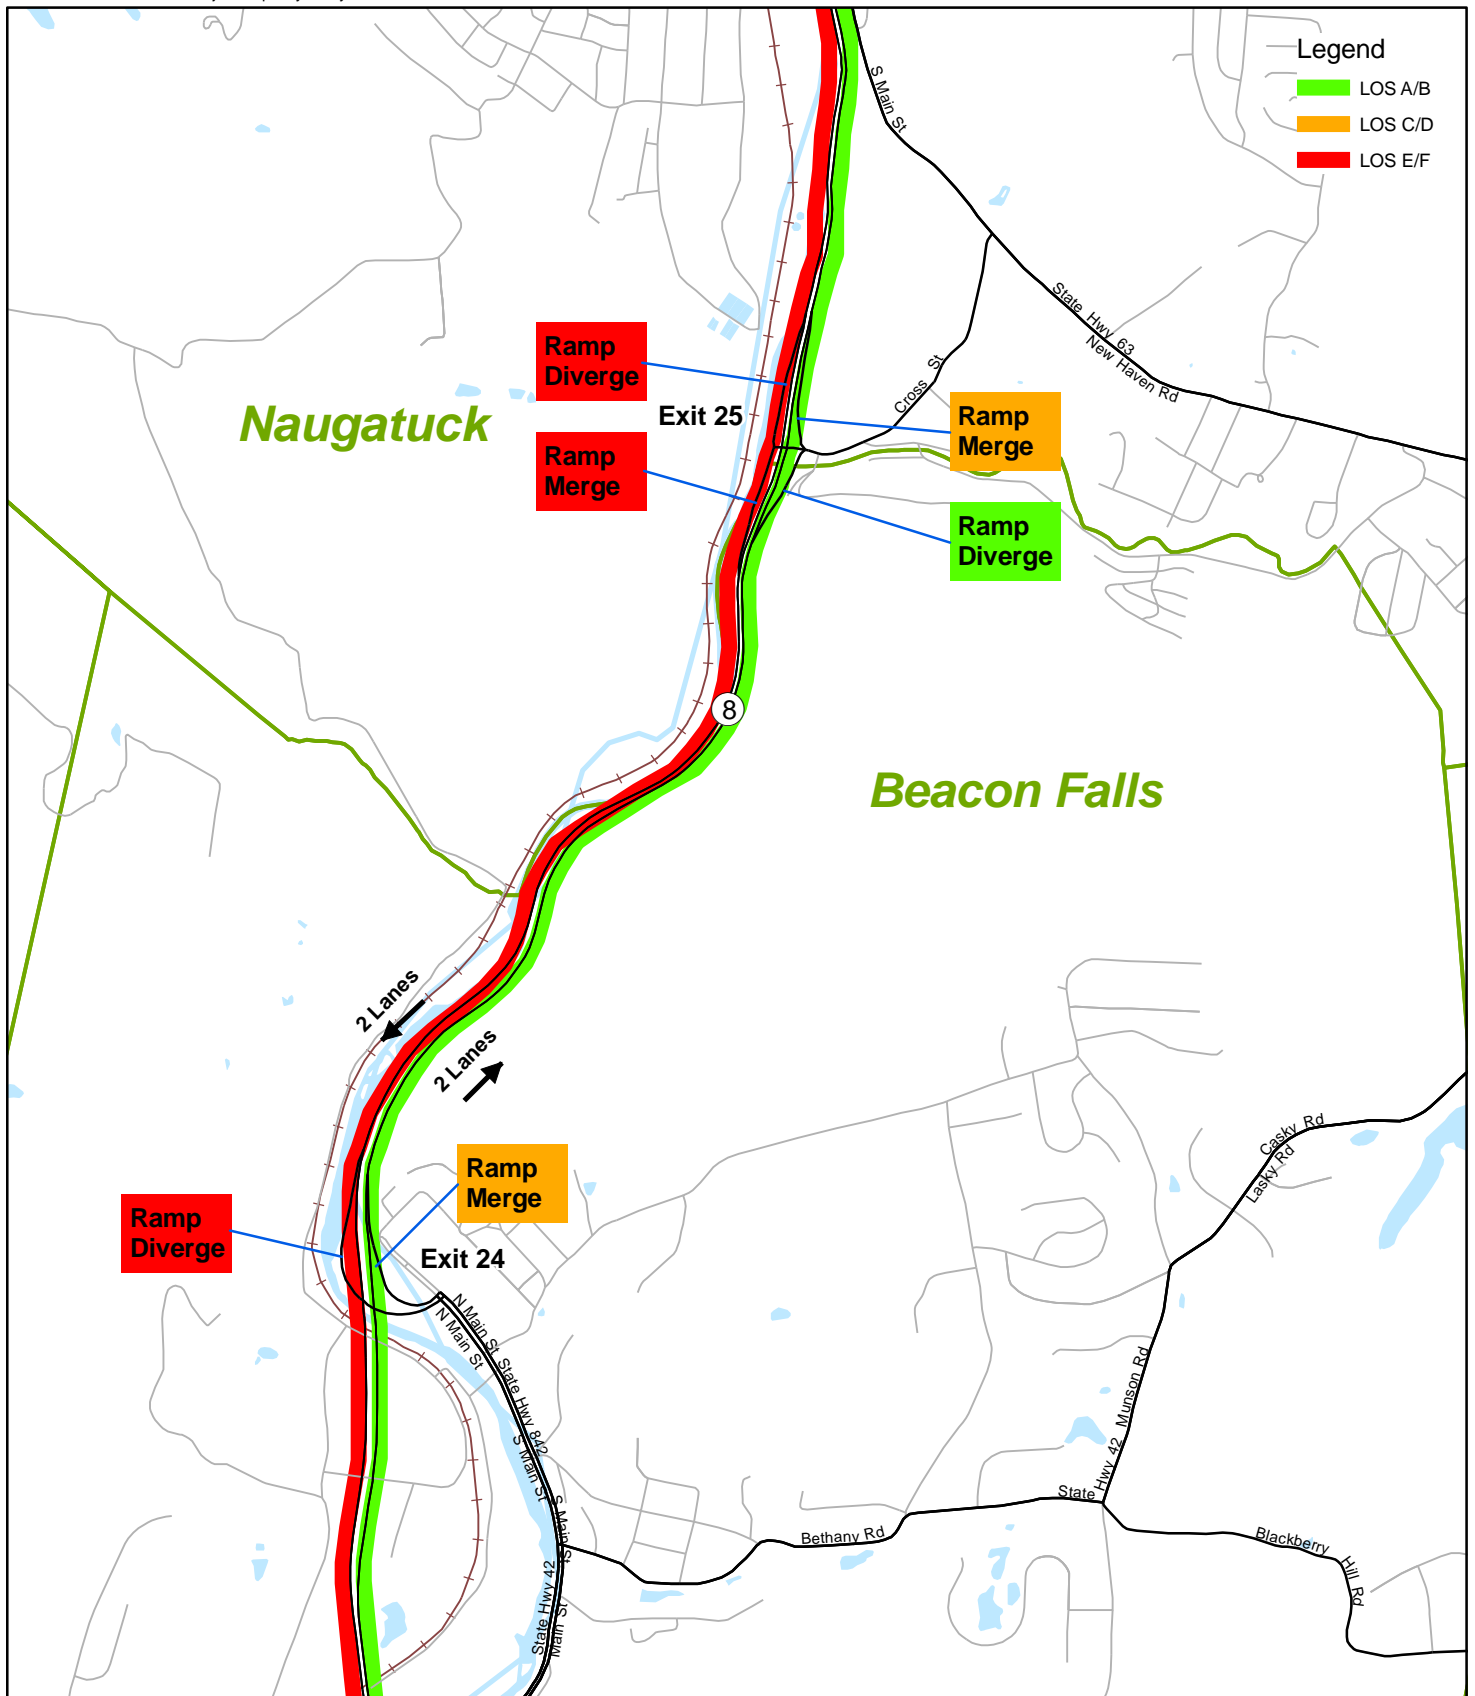 Legend
LOS A/B
LOS C/D
LOS E/F
S Main St
State Hwy 63
New Haven Rd
Cross St
Ramp
Diverge
Exit 25
Ramp
Merge
Ramp
Merge
Ramp
Diverge
Naugatuck
8
Beacon Falls
2 Lanes
2 Lanes
Ramp
Merge
Ramp
Diverge
Exit 24
N Main St
N Main St
State Hwy 842
S Main St
S Main St
State Hwy 42
Main St
Bethany Rd
State Hwy 42
Munson Rd
Casky Rd
Lasky Rd
Blackberry Hill Rd